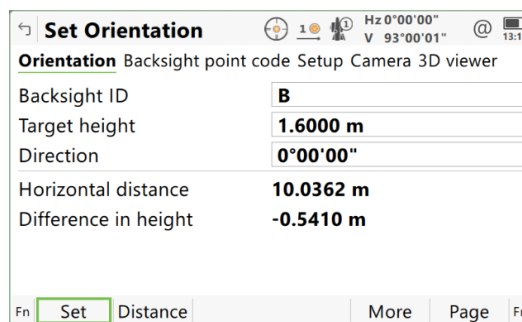 Set Orientation 1 1 Hz 0°00'00" @
V 93°00'01"
Orientation Backsight point code Setup Camera 3D viewer
Backsight ID B
Target height 1.6000 m
Direction 0°00'00"
Horizontal distance 10.0362 m
Difference in height -0.5410 m
Fn Set Distance More Page